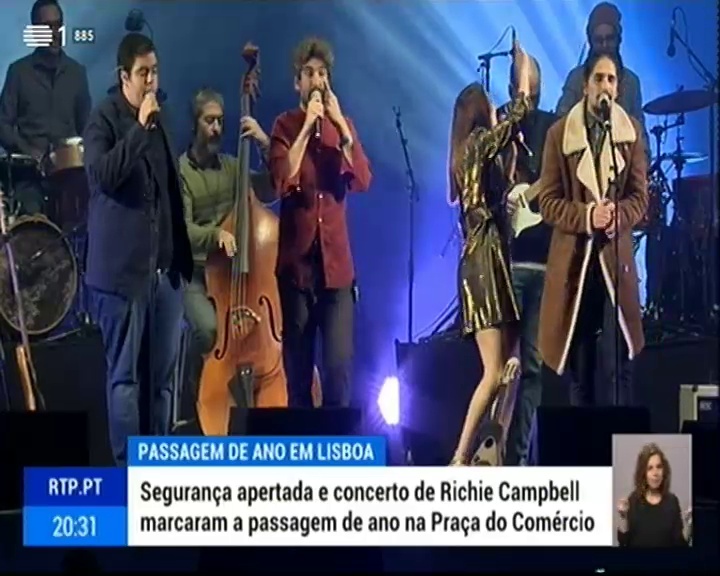 1 885
PASSAGEM DE ANO EM LISBOA
RTP.PT
Segurança apertada e concerto de Richie Campbell
20:31
marcaram a passagem de ano na Praça do Comércio